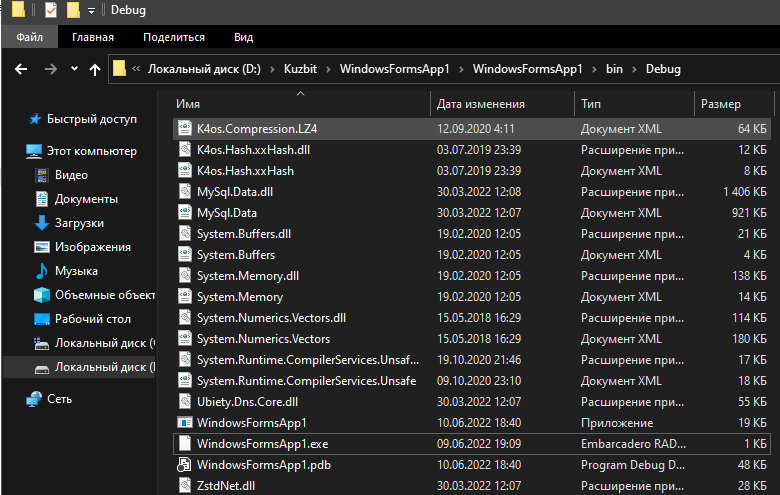 Debug
Файл Главная Поделиться Вид
Локальный диск (D:) Kuzbit WindowsFormsApp1 WindowsFormsApp1 bin Debug
Имя Дата изменения Тип Размер
Быстрый доступ
Этот компьютер
Видео
Документы
Загрузки
Изображения
Музыка
Объемные объект
Рабочий стол
Локальный диск (
Локальный диск (
Сеть
K4os.Compression.LZ4 12.09.2020 4:11 Документ XML 64 КБ
K4os.Hash.xxHash.dll 03.07.2019 23:39 Расширение при... 12 КБ
K4os.Hash.xxHash 03.07.2019 23:39 Документ XML 8 КБ
MySql.Data.dll 30.03.2022 12:08 Расширение при... 1 406 КБ
MySql.Data 30.03.2022 12:07 Документ XML 921 КБ
System.Buffers.dll 19.02.2020 12:05 Расширение при... 21 КБ
System.Buffers 19.02.2020 12:05 Документ XML 4 КБ
System.Memory.dll 19.02.2020 12:05 Расширение при... 138 КБ
System.Memory 19.02.2020 12:05 Документ XML 14 КБ
System.Numerics.Vectors.dll 15.05.2018 16:29 Расширение при... 114 КБ
System.Numerics.Vectors 15.05.2018 16:29 Документ XML 180 КБ
System.Runtime.CompilerServices.Unsaf... 19.10.2020 21:46 Расширение при... 17 КБ
System.Runtime.CompilerServices.Unsafe 09.10.2020 23:10 Документ XML 18 КБ
Ubiety.Dns.Core.dll 30.03.2022 12:07 Расширение при... 55 КБ
WindowsFormsApp1 10.06.2022 18:40 Приложение 19 КБ
WindowsFormsApp1.exe 09.06.2022 19:09 Embarcadero RAD... 1 КБ
WindowsFormsApp1.pdb 10.06.2022 18:40 Program Debug D... 48 КБ
ZstdNet.dll 30.03.2022 12:07 Расширение при... 85 КБ